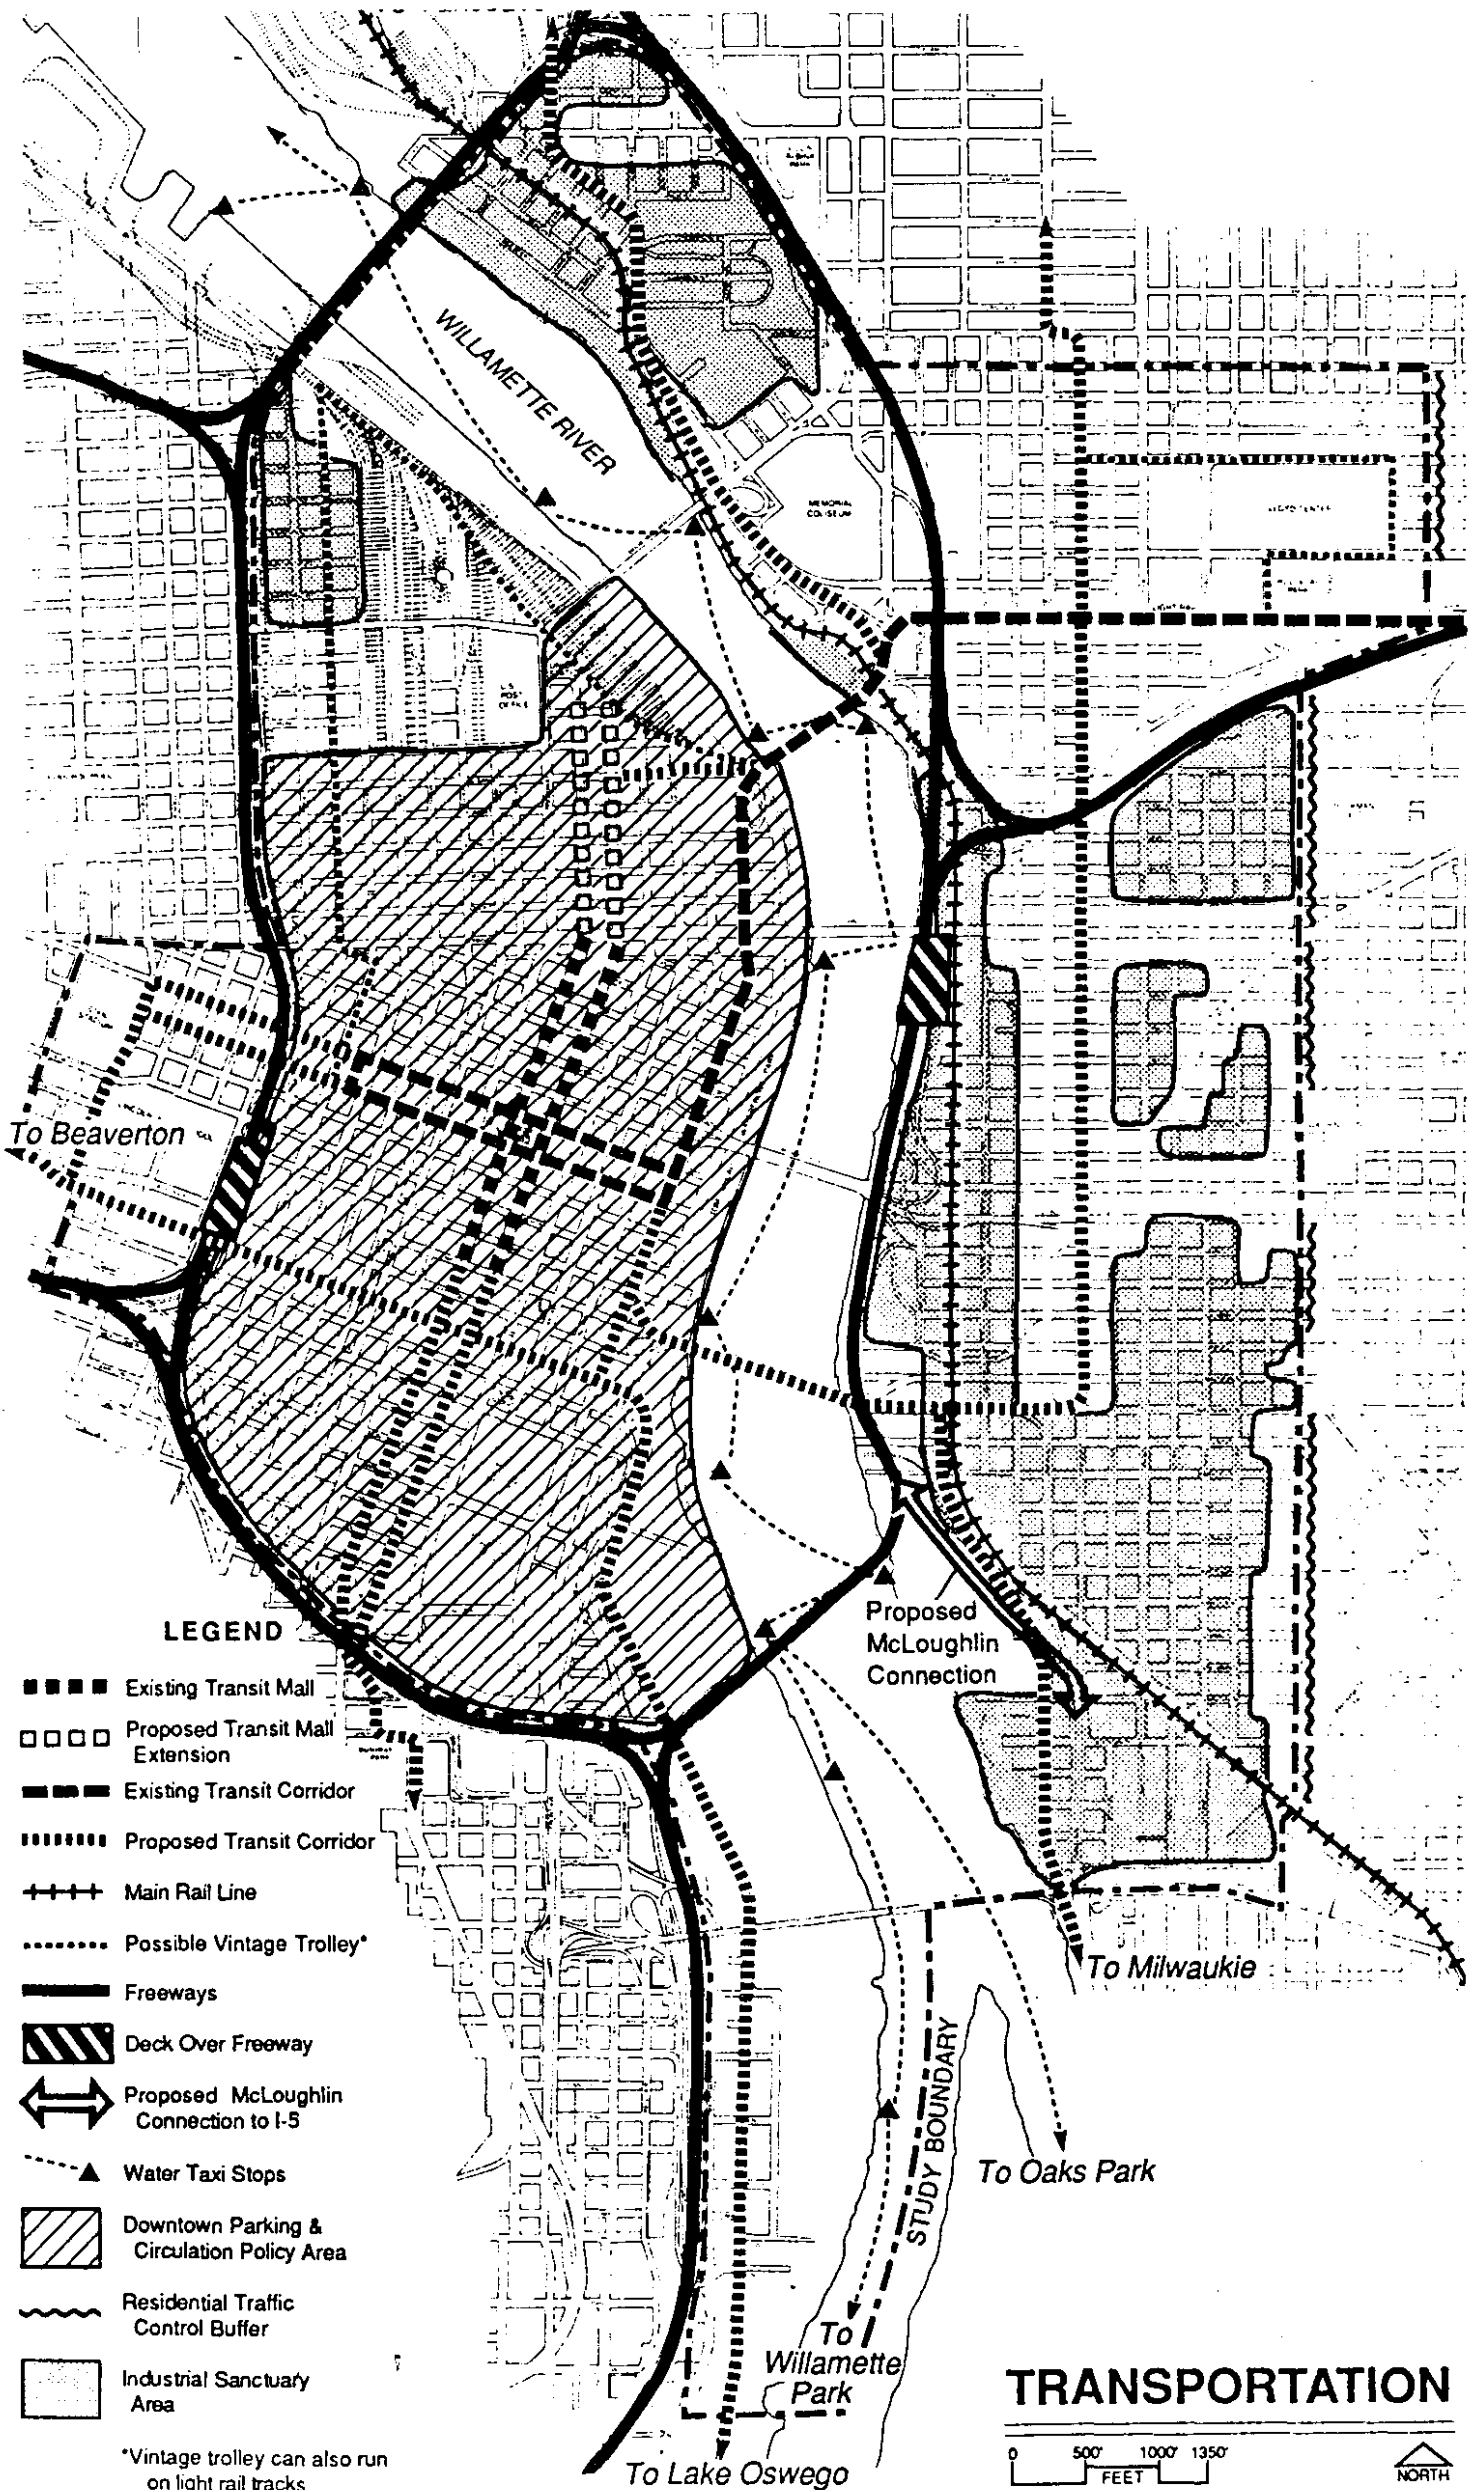 WILLAMETTE RIVER
MEMORIAL
COLISEUM
U.S.
POST
OFFICE
To Beaverton
Proposed
McLoughlin
Connection
LEGEND
Existing Transit Mall
Proposed Transit Mall
Extension
Existing Transit Corridor
Proposed Transit Corridor
Main Rail Line
Possible Vintage Trolley*
Freeways
Deck Over Freeway
Proposed McLoughlin
Connection to I-5
Water Taxi Stops
Downtown Parking &
Circulation Policy Area
Residential Traffic
Control Buffer
Industrial Sanctuary
Area
*Vintage trolley can also run
on light rail tracks
To Milwaukie
STUDY BOUNDARY
To Oaks Park
To
Willamette
Park
To Lake Oswego
TRANSPORTATION
0 500' 1000' 1350'
FEET
NORTH